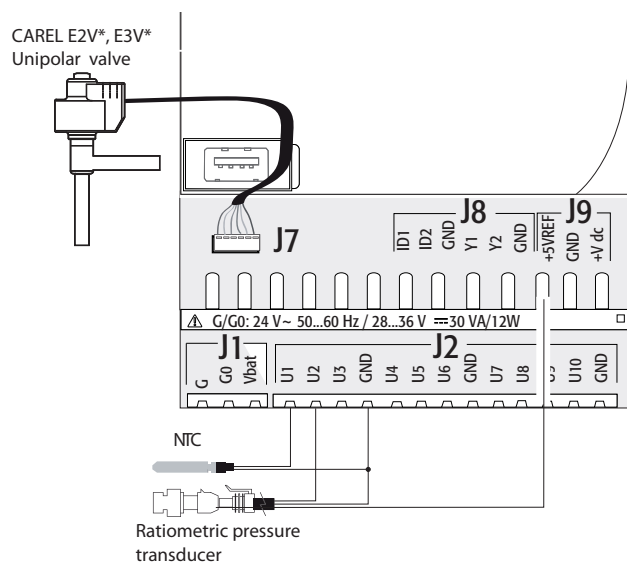 CAREL E2V*, E3V*
Unipolar valve
J7
J8
J9
ID1
ID2
GND
Y1
Y2
GND
+5VREF
GND
+V dc
⚠ G/G0: 24 V~ 50...60 Hz / 28...36 V ⎓30 VA/12W
J1
J2
G
G0
Vbat
U1
U2
U3
GND
U4
U5
U6
GND
U7
U8
U10
GND
NTC
Ratiometric pressure
transducer